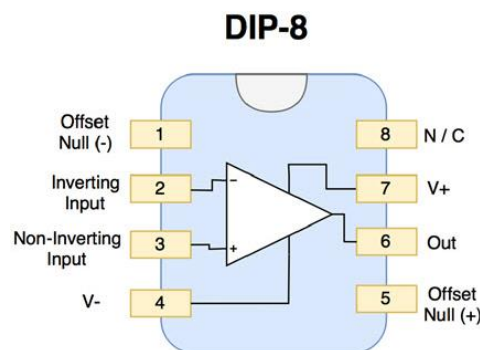 DIP-8
Offset
Null (-)
1
8
N / C
Inverting
Input
2
-
7
V+
Non-Inverting
Input
3
+
6
Out
V-
4
5
Offset
Null (+)